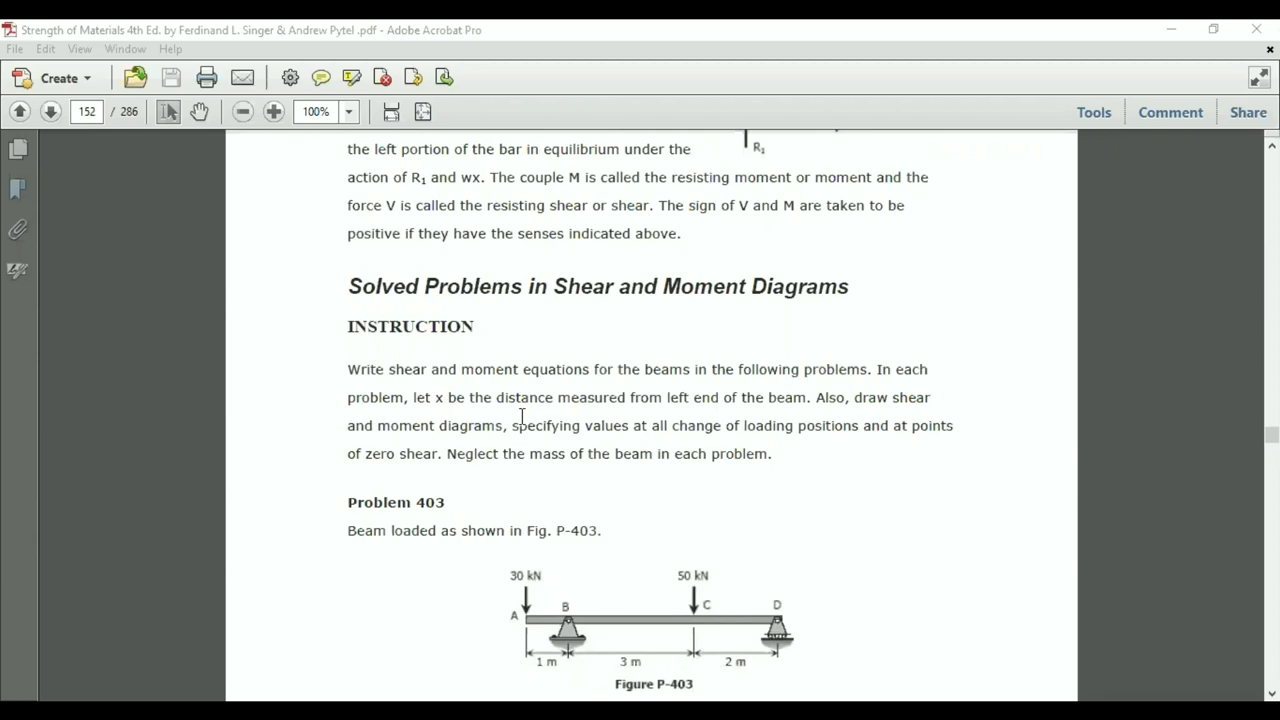 Strength of Materials 4th Ed. by Ferdinand L. Singer & Andrew Pytel .pdf - Adobe Acrobat Pro
File Edit View Window Help
Create
152 / 286 100% Tools Comment Share
the left portion of the bar in equilibrium under the
R₁
action of R₁ and wx. The couple M is called the resisting moment or moment and the
force V is called the resisting shear or shear. The sign of V and M are taken to be
positive if they have the senses indicated above.
Solved Problems in Shear and Moment Diagrams
INSTRUCTION
Write shear and moment equations for the beams in the following problems. In each
problem, let x be the distance measured from left end of the beam. Also, draw shear
and moment diagrams, specifying values at all change of loading positions and at points
of zero shear. Neglect the mass of the beam in each problem.
Problem 403
Beam loaded as shown in Fig. P-403.
30 kN 50 kN
A B C D
1 m 3 m 2 m
Figure P-403